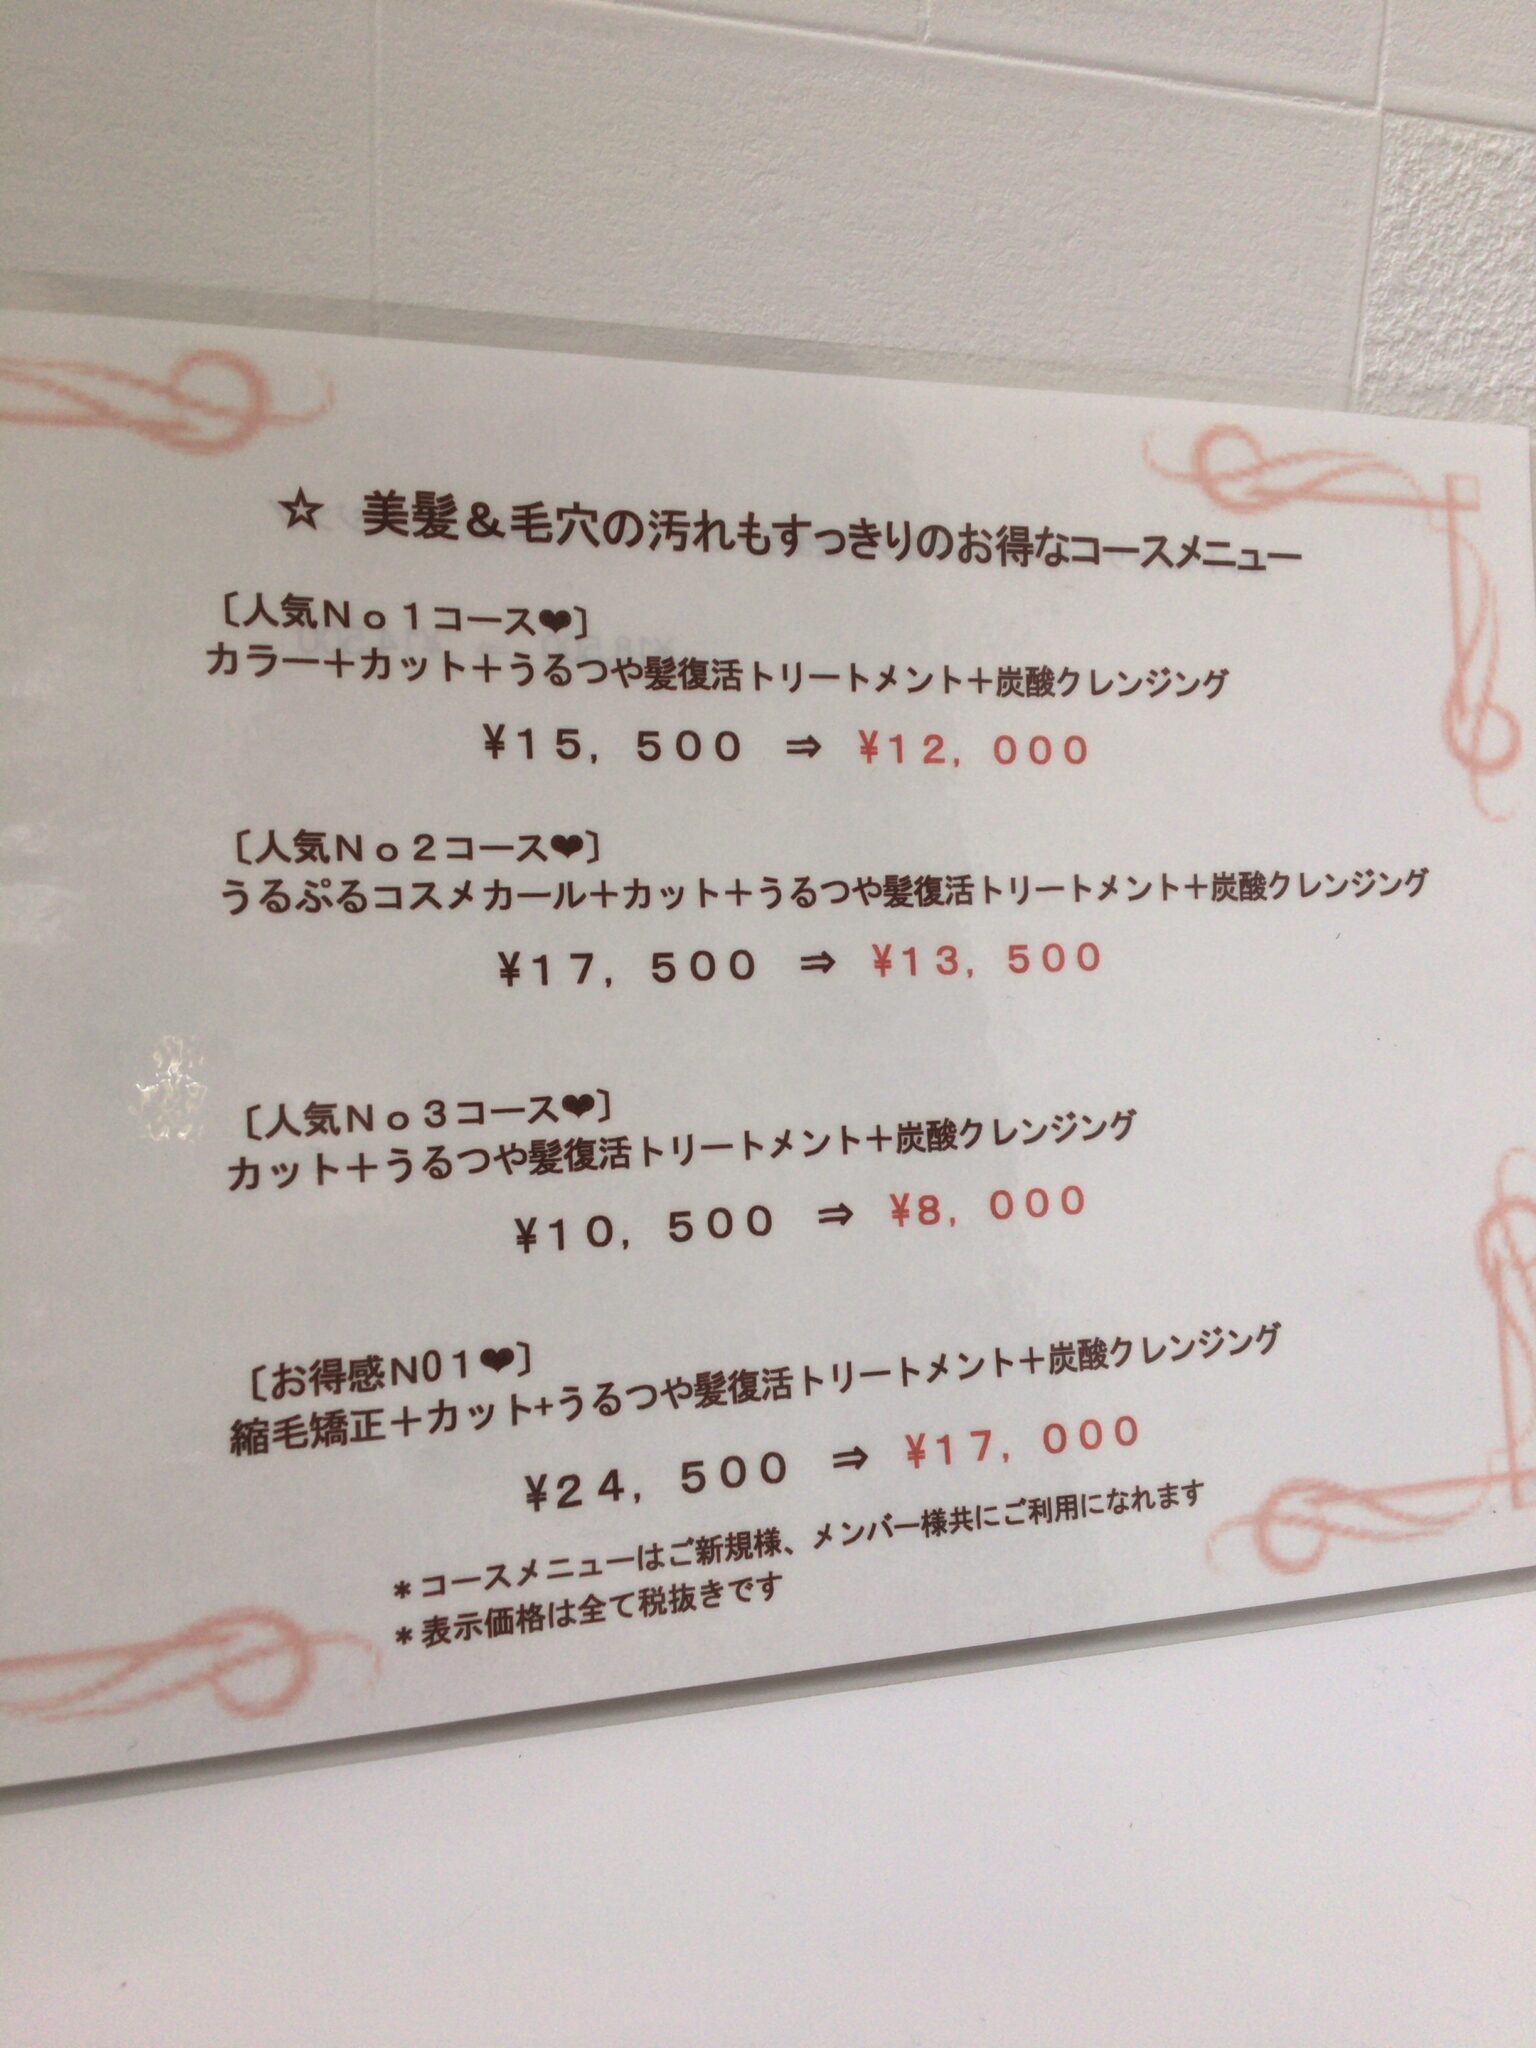 ☆ 美髪＆毛穴の汚れもすっきりのお得なコースメニュー
〔人気Ｎｏ１コース❤〕
カラー＋カット＋うるつや髪復活トリートメント＋炭酸クレンジング
¥１５，５００ ⇒ ¥１２，０００
〔人気Ｎｏ２コース❤〕
うるぷるコスメカール＋カット＋うるつや髪復活トリートメント＋炭酸クレンジング
¥１７，５００ ⇒ ¥１３，５００
〔人気Ｎｏ３コース❤〕
カット＋うるつや髪復活トリートメント＋炭酸クレンジング
¥１０，５００ ⇒ ¥８，０００
〔お得感Ｎ０１❤〕
縮毛矯正＋カット+うるつや髪復活トリートメント＋炭酸クレンジング
¥２４，５００ ⇒ ¥１７，０００
＊コースメニューはご新規様、メンバー様共にご利用になれます
＊表示価格は全て税抜きです